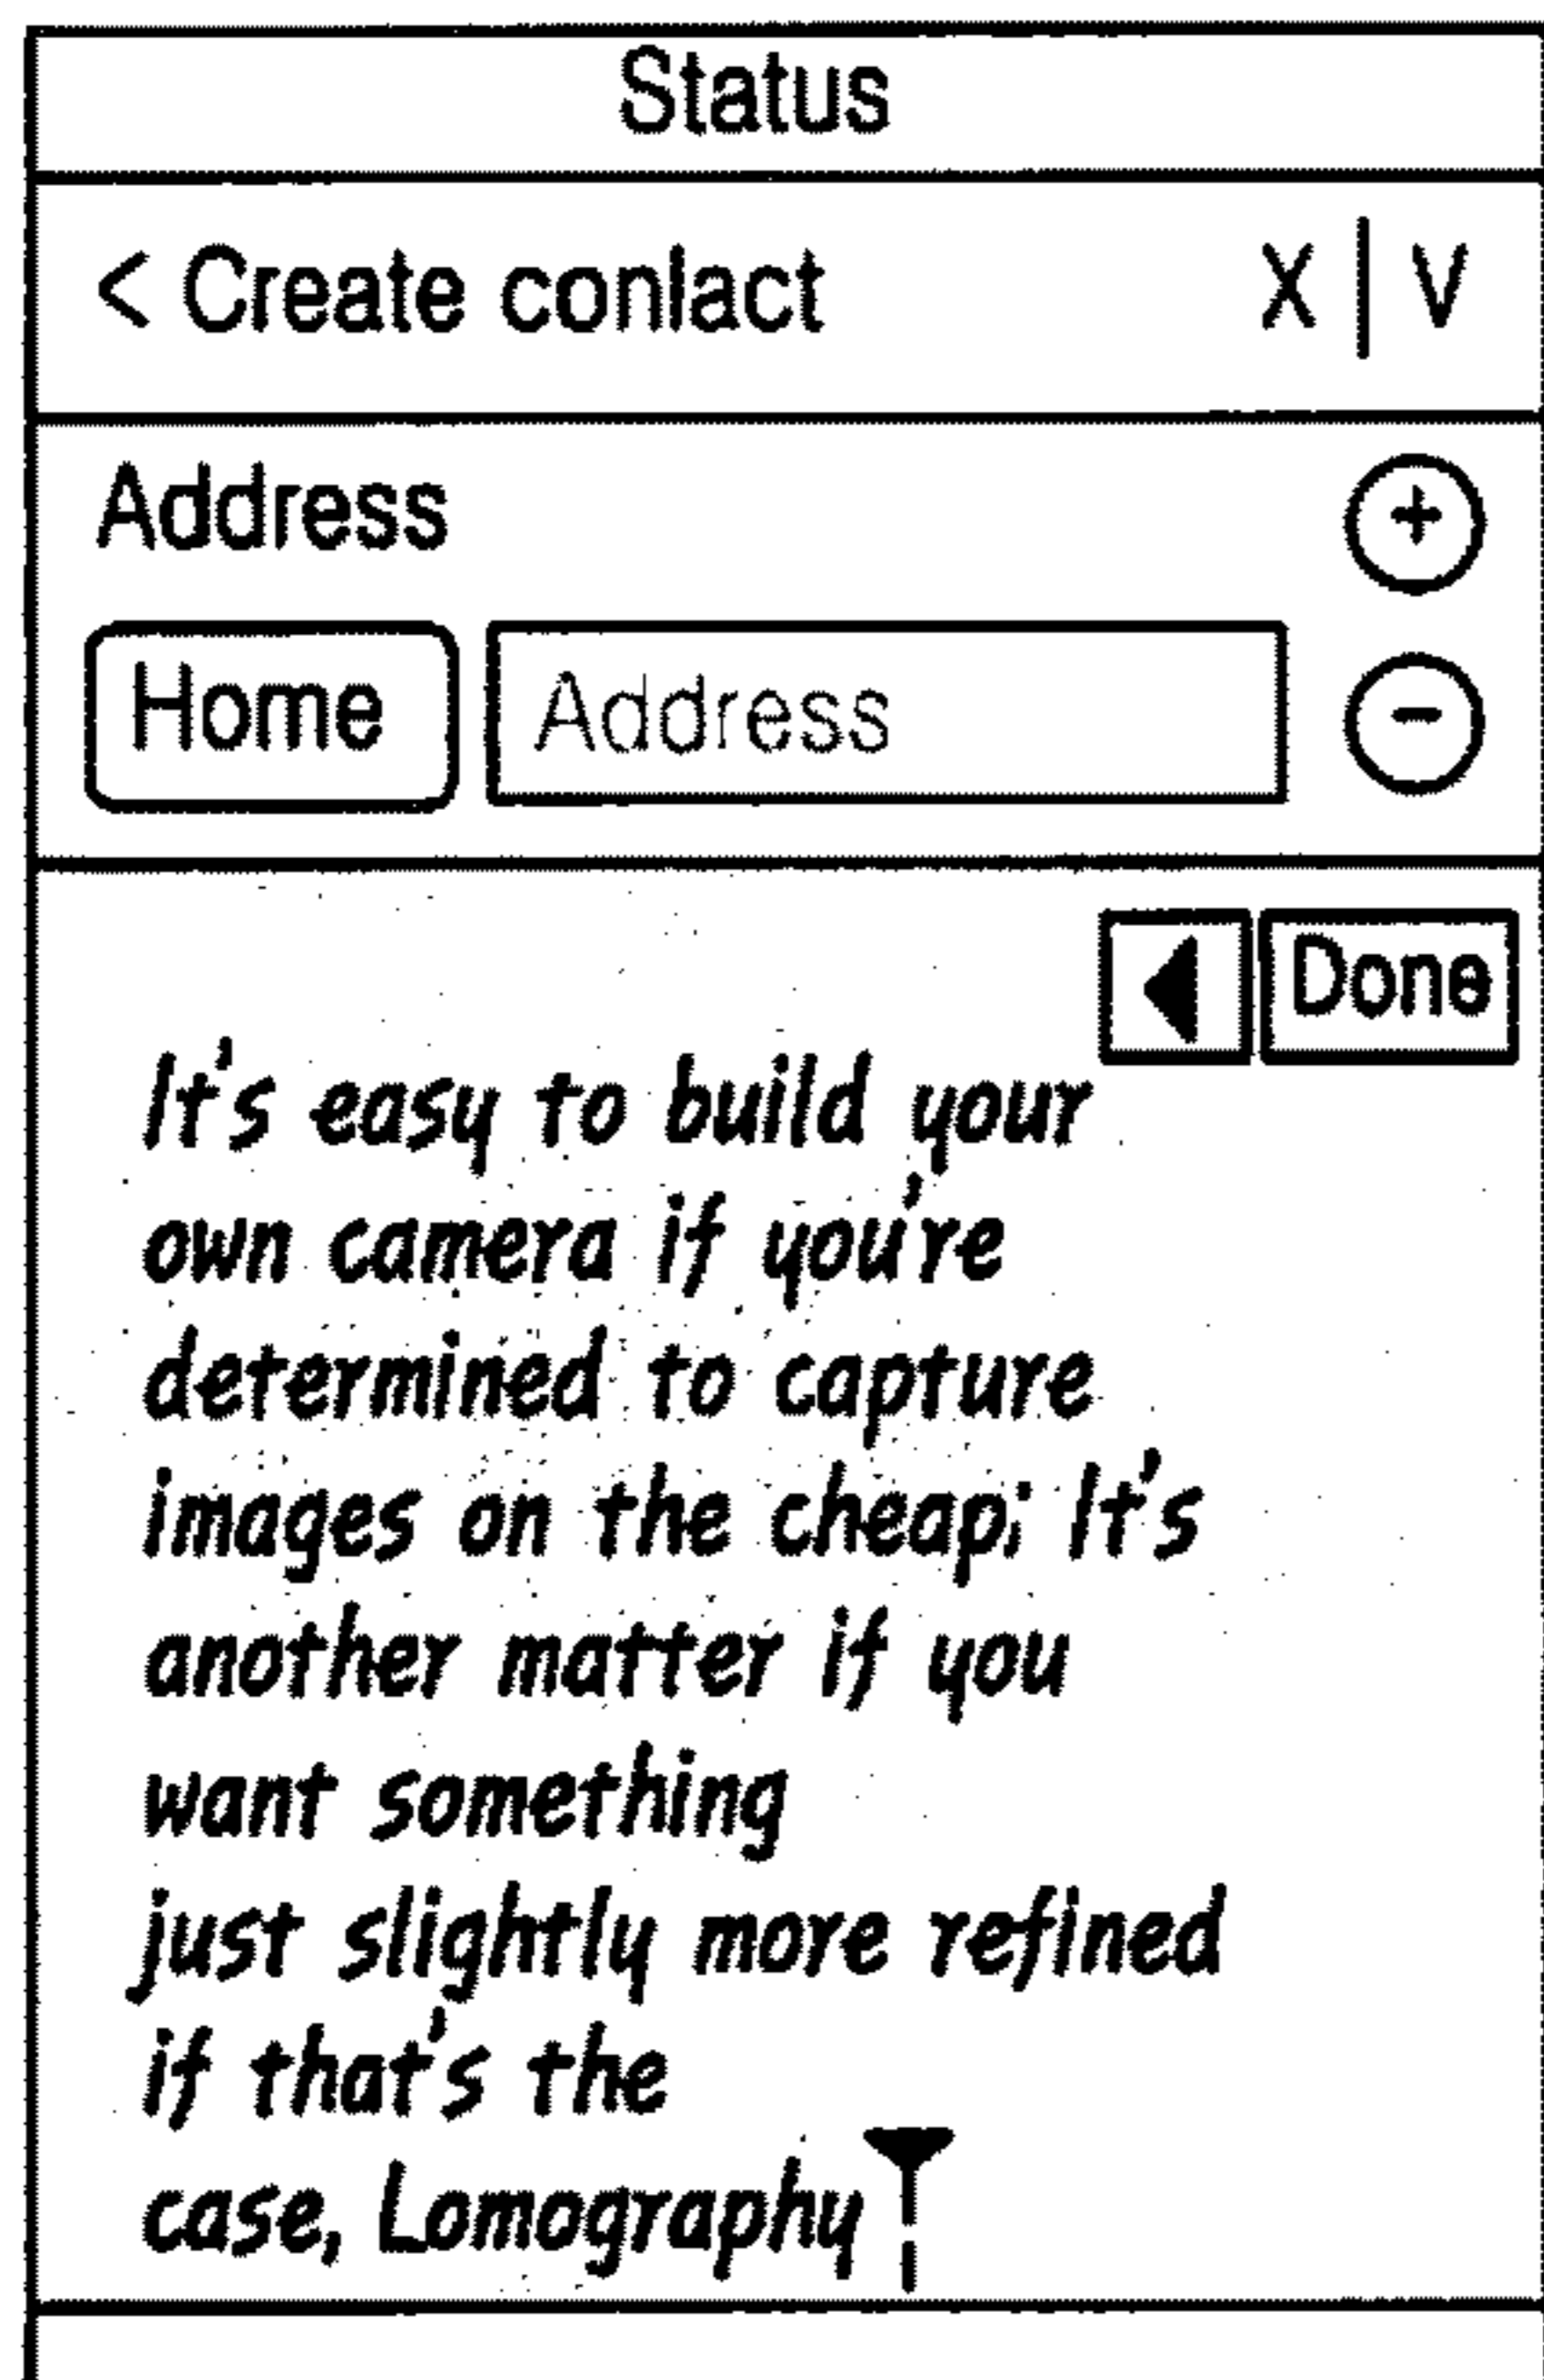 Status
< Create conlact X | V
Address +
Home Address -
Done
It's easy to build your
own camera if you're
determined to capture
images on the cheap; It's
another matter if you
want something
just slightly more refined
if that's the
case, Lomography